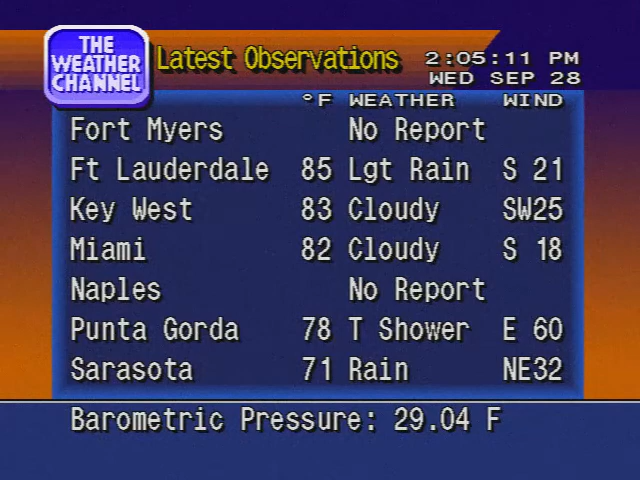 THE
WEATHER
CHANNEL
Latest Observations
2:05:11 PM
WED SEP 28
°F WEATHER WIND
Fort Myers No Report
Ft Lauderdale 85 Lgt Rain S 21
Key West 83 Cloudy SW25
Miami 82 Cloudy S 18
Naples No Report
Punta Gorda 78 T Shower E 60
Sarasota 71 Rain NE32
Barometric Pressure: 29.04 F